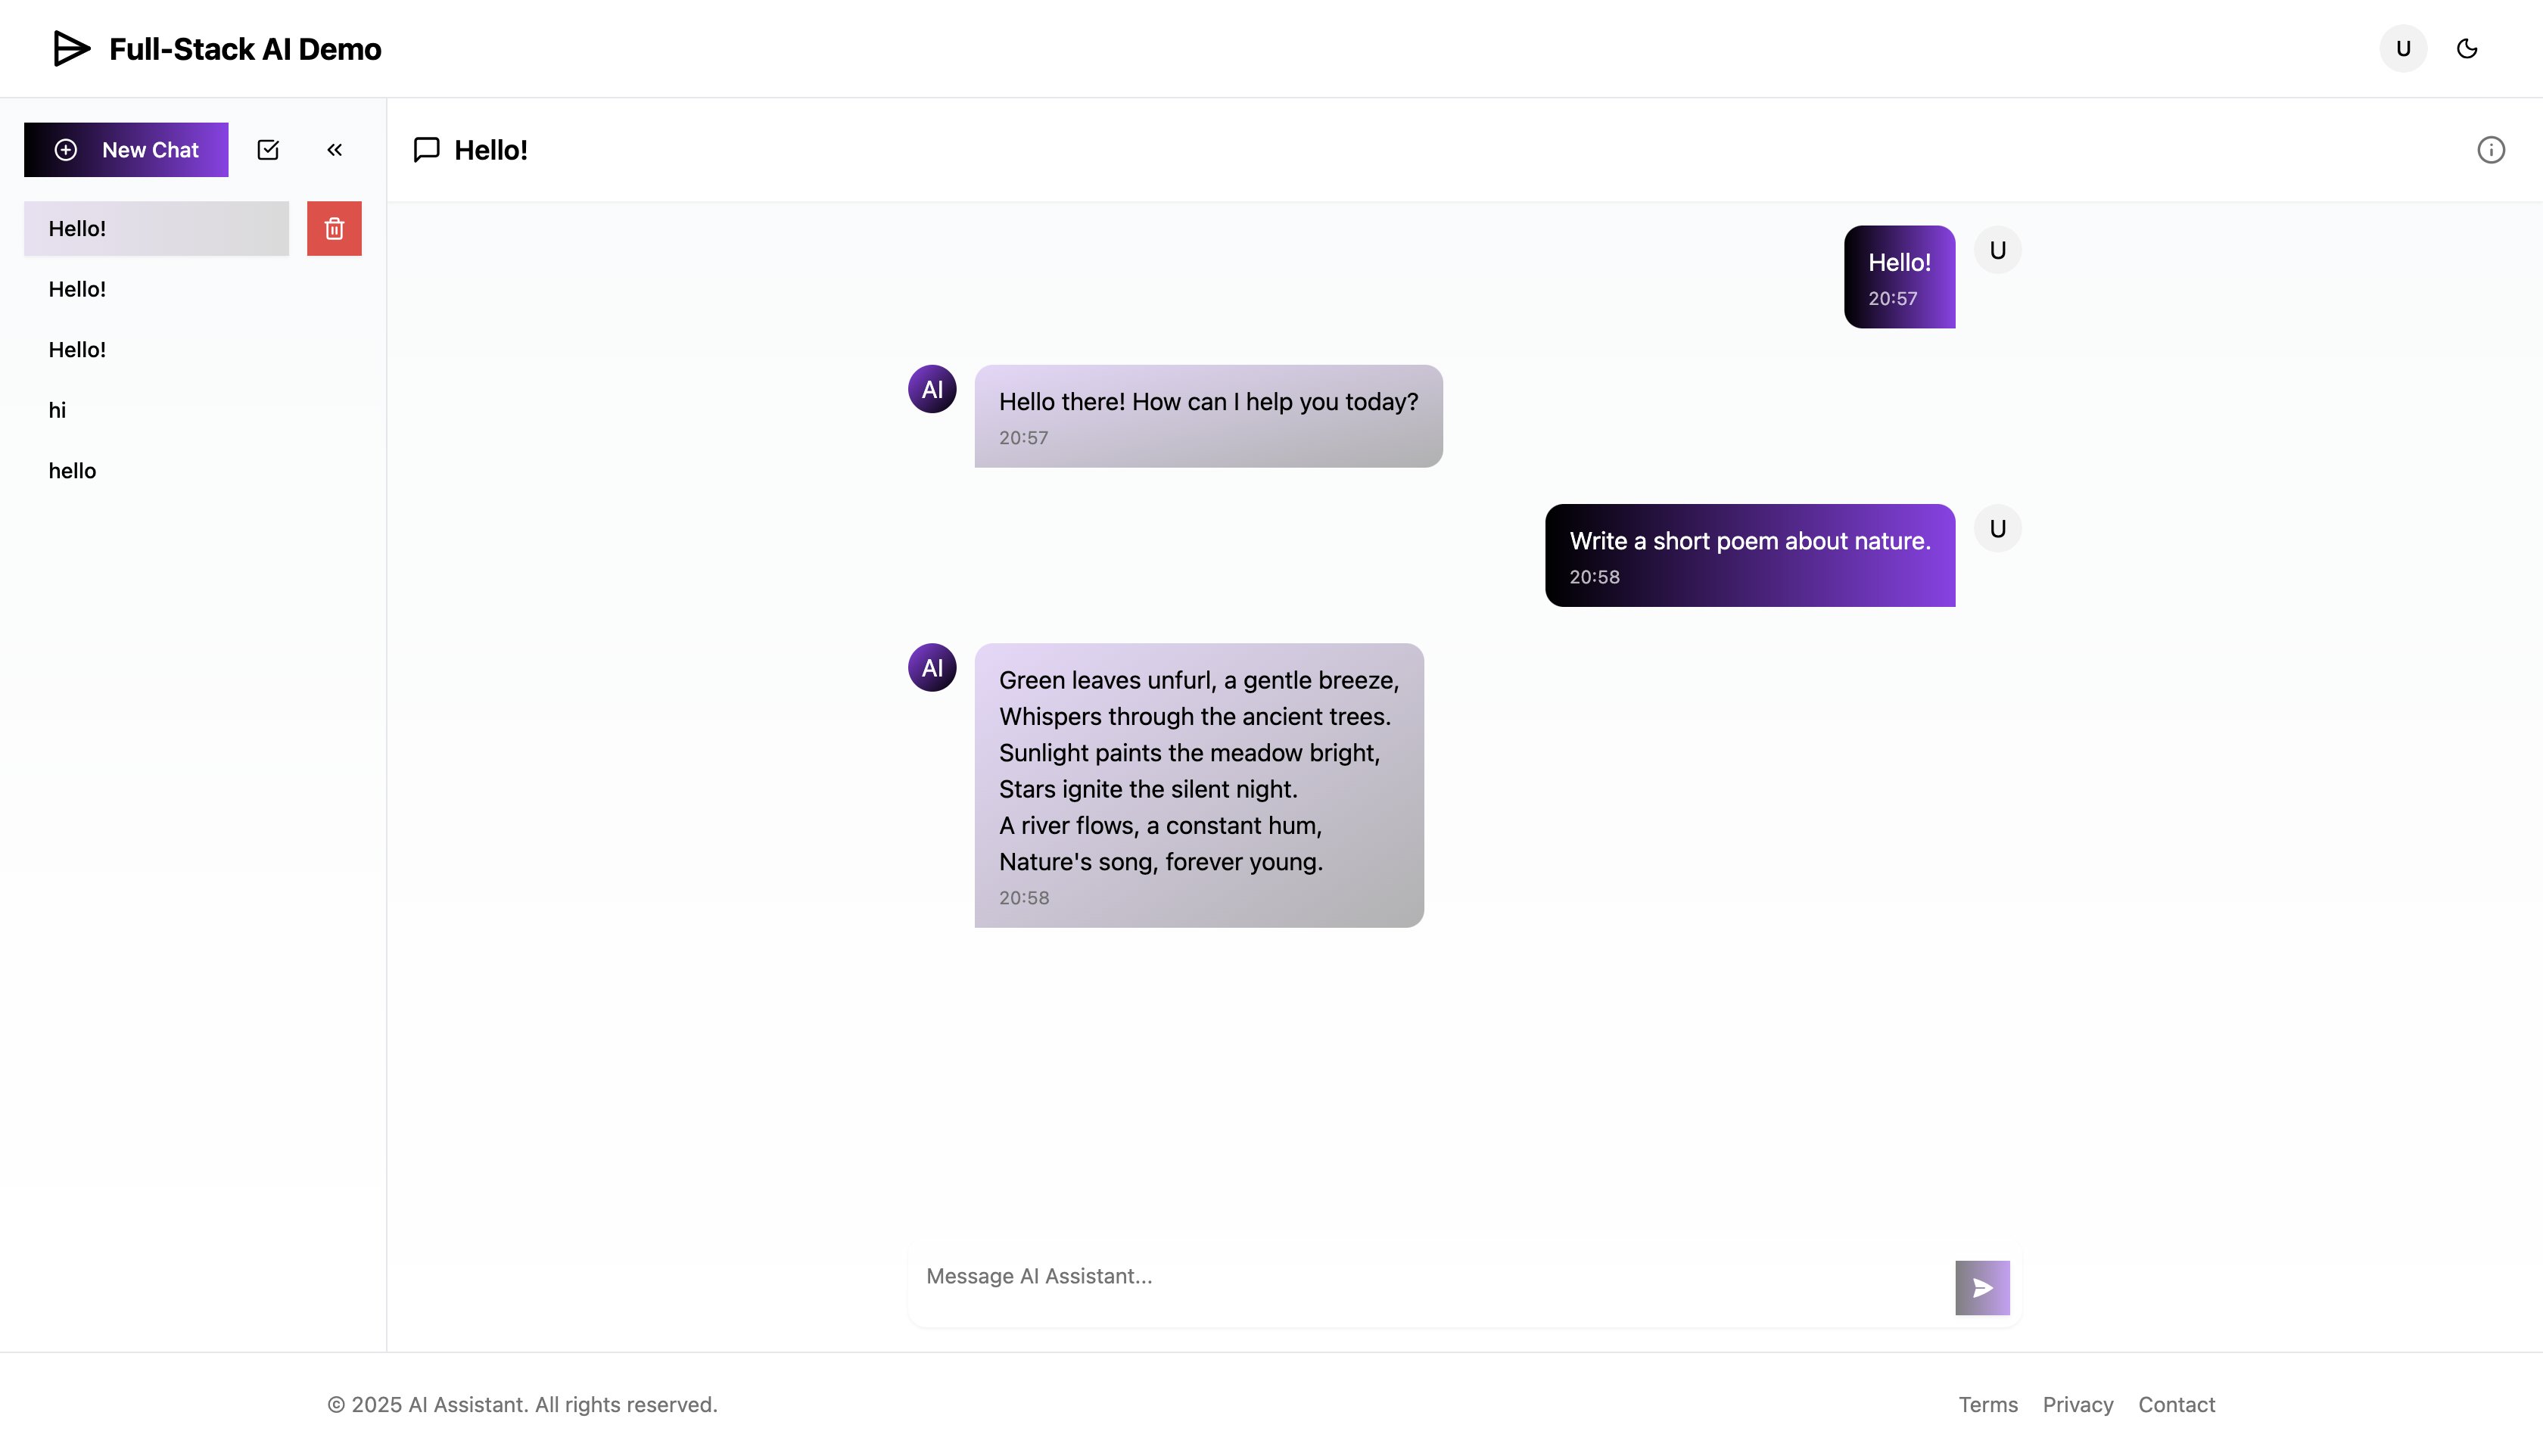 Full-Stack AI Demo
U
New Chat
Hello!
Hello!
Hello!
hi
hello
Hello!
Hello!
20:57
U
AI
Hello there! How can I help you today?
20:57
Write a short poem about nature.
20:58
U
AI
Green leaves unfurl, a gentle breeze,
Whispers through the ancient trees.
Sunlight paints the meadow bright,
Stars ignite the silent night.
A river flows, a constant hum,
Nature's song, forever young.
20:58
Message AI Assistant...
© 2025 AI Assistant. All rights reserved.
Terms Privacy Contact